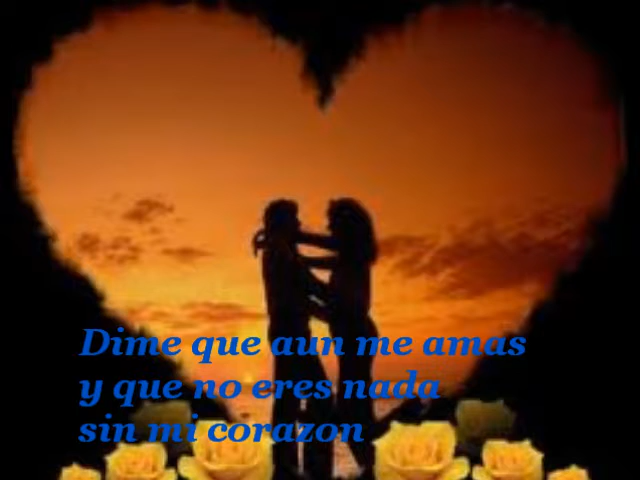 Dime que aun me amas
y que no eres nada
sin mi corazon